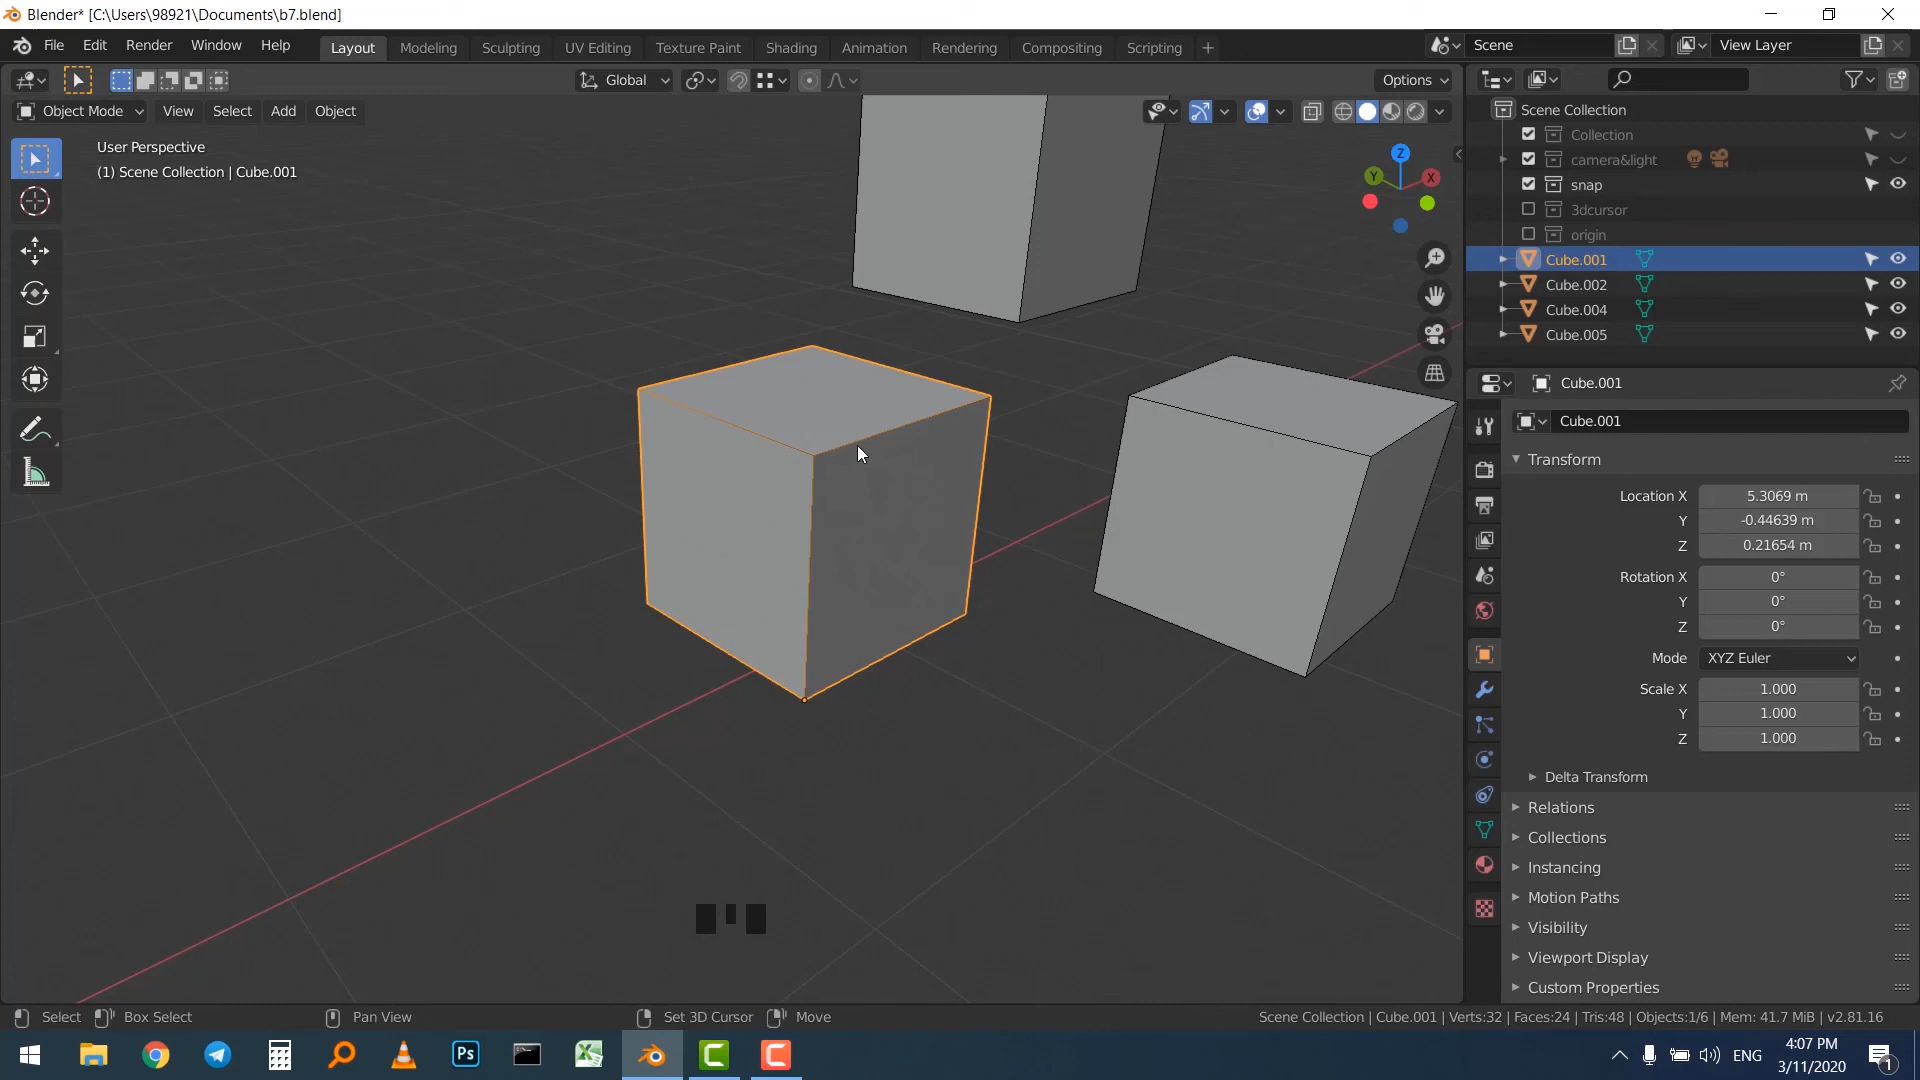 Blender* [C:\Users\98921\Documents\b7.blend]
File Edit Render Window Help Layout Modeling Sculpting UV Editing Texture Paint Shading Animation Rendering Compositing Scripting + Scene View Layer
Global Options
Object Mode View Select Add Object
User Perspective
(1) Scene Collection | Cube.001
Z
Y
X
Scene Collection
Collection
camera&light
snap
3dcursor
origin
Cube.001
Cube.002
Cube.004
Cube.005
Cube.001
Cube.001
Transform
Location X 5.3069 m
Y -0.44639 m
Z 0.21654 m
Rotation X 0°
Y 0°
Z 0°
Mode XYZ Euler
Scale X 1.000
Y 1.000
Z 1.000
Delta Transform
Relations
Collections
Instancing
Motion Paths
Visibility
Viewport Display
Custom Properties
Select Box Select Pan View Set 3D Cursor Move Scene Collection | Cube.001 | Verts:32 | Faces:24 | Tris:48 | Objects:1/6 | Mem: 41.7 MiB | v2.81.16
Ps
ENG
4:07 PM
3/11/2020
1